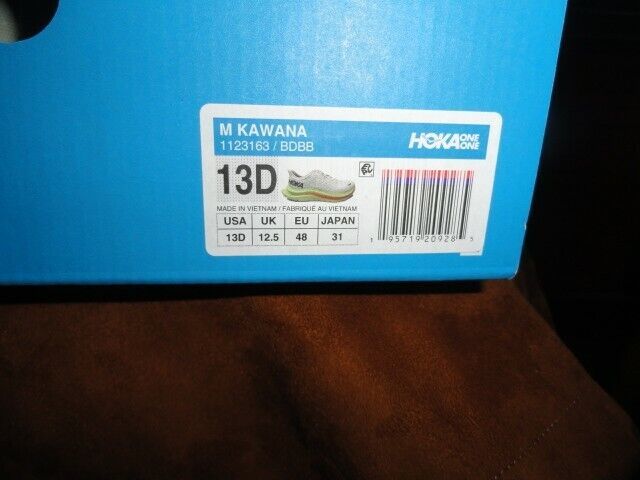 M KAWANA
1123163 / BDBB
HOKA ONE ONE
13D
HOKA
MADE IN VIETNAM / FABRIQUÉ AU VIETNAM
USA UK EU JAPAN
13D 12.5 48 31
1 95719 20928 5